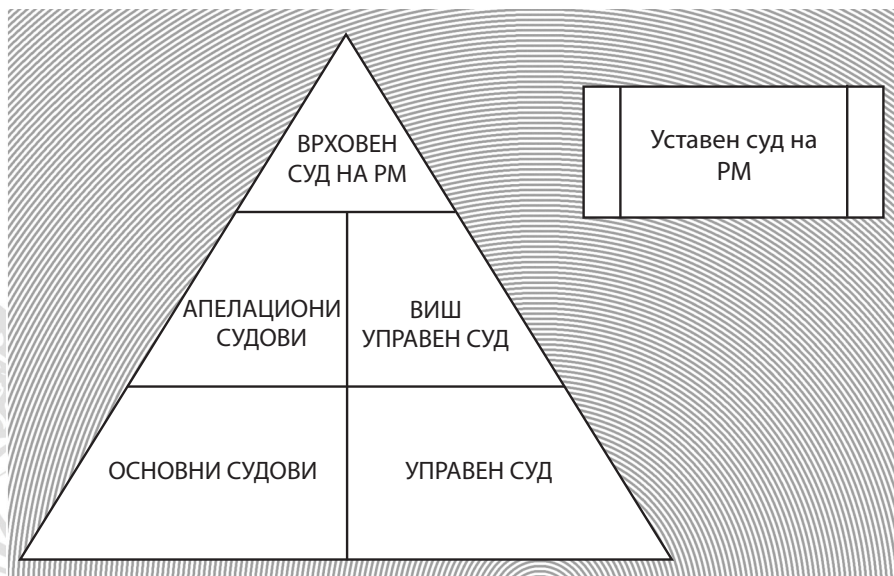 ВРХОВЕН
СУД НА РМ
Уставен суд на
РМ
АПЕЛАЦИОНИ
СУДОВИ
ВИШ
УПРАВЕН СУД
ОСНОВНИ СУДОВИ
УПРАВЕН СУД